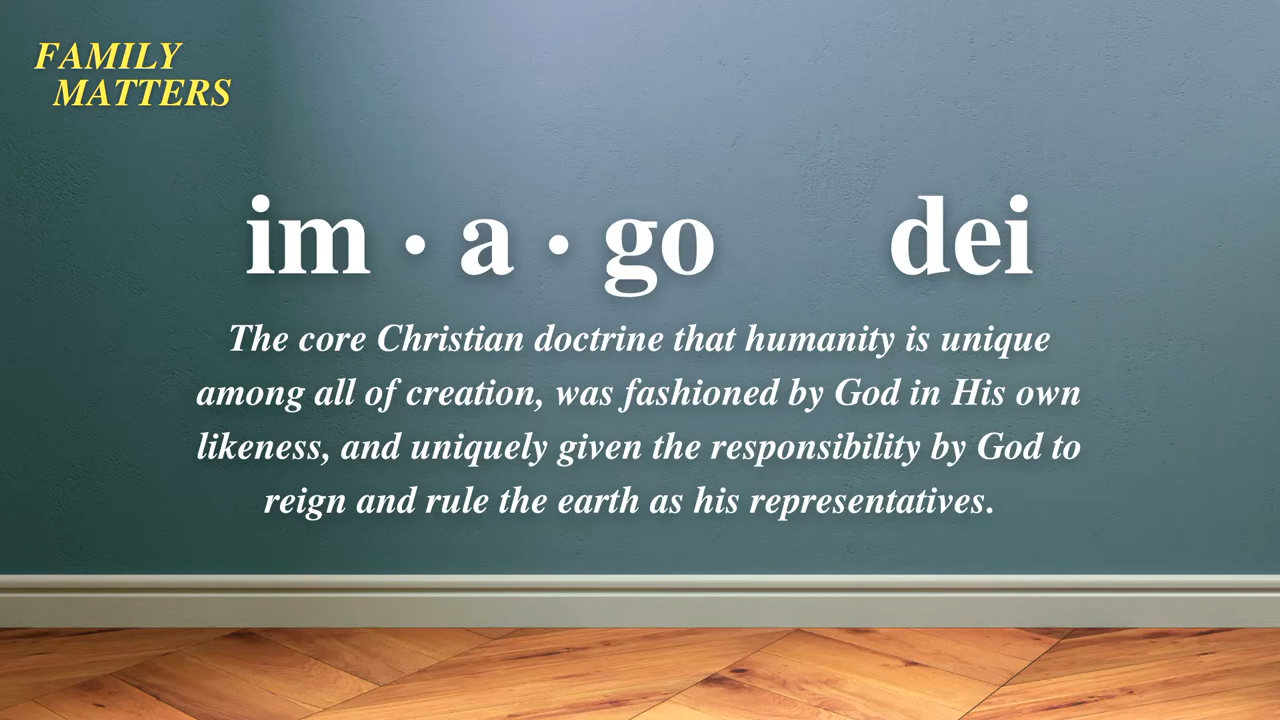 FAMILY
MATTERS
im · a · go dei
The core Christian doctrine that humanity is unique
among all of creation, was fashioned by God in His own
likeness, and uniquely given the responsibility by God to
reign and rule the earth as his representatives.